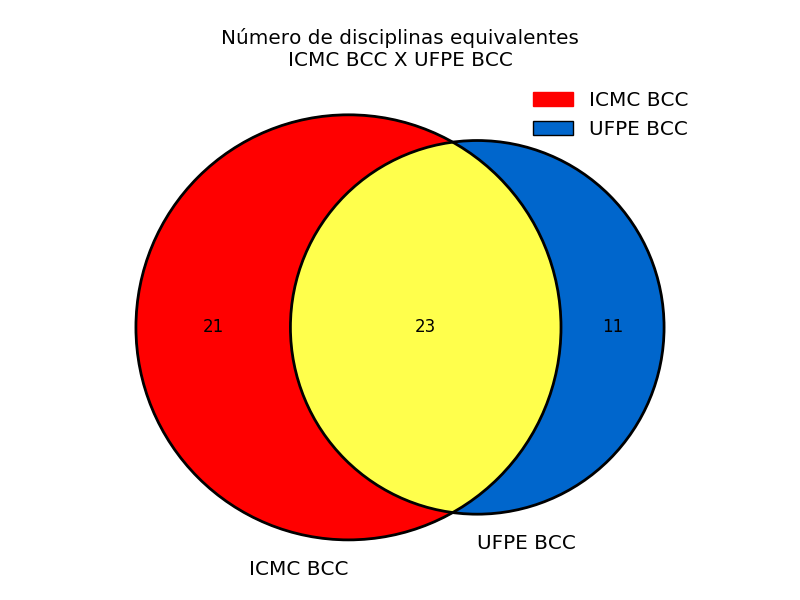 Número de disciplinas equivalentes
ICMC BCC X UFPE BCC
ICMC BCC
UFPE BCC
21
23
11
UFPE BCC
ICMC BCC